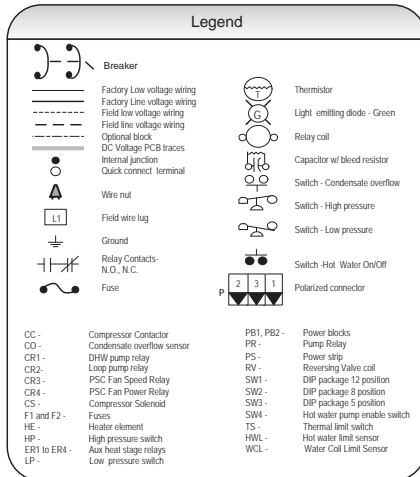 Legend
Breaker
Factory Low voltage wiring
Factory Line voltage wiring
Field low voltage wiring
Field line voltage wiring
Optional block
DC Voltage PCB traces
Internal junction
Quick connect terminal
Wire nut
L1 Field wire lug
Ground
Relay Contacts-
N.O., N.C.
Fuse
T Thermistor
G Light emitting diode - Green
Relay coil
Capacitor w/ bleed resistor
Switch - Condensate overflow
Switch - High pressure
Switch - Low pressure
Switch -Hot Water On/Off
P 2 3 1 Polarized connector
CC - Compressor Contactor
CO - Condensate overflow sensor
CR1 - DHW pump relay
CR2- Loop pump relay
CR3 - PSC Fan Speed Relay
CR4 - PSC Fan Power Relay
CS - Compressor Solenoid
F1 and F2 - Fuses
HE - Heater element
HP - High pressure switch
ER1 to ER4 - Aux heat stage relays
LP - Low pressure switch
PB1, PB2 - Power blocks
PR - Pump Relay
PS - Power strip
RV - Reversing Valve coil
SW1 - DIP package 12 position
SW2 - DIP package 8 position
SW3 - DIP package 5 position
SW4 - Hot water pump enable switch
TS - Thermal limit switch
HWL - Hot water limit sensor
WCL - Water Coil Limit Sensor